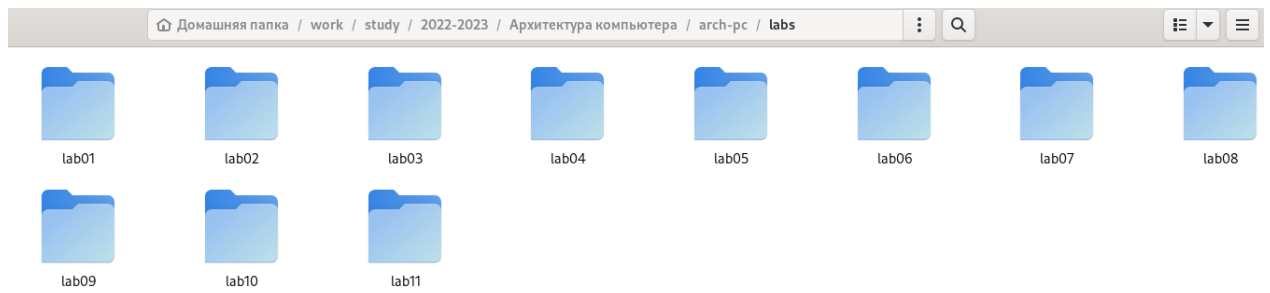 Домашняя папка / work / study / 2022-2023 / Архитектура компьютера / arch-pc / labs
lab01 lab02 lab03 lab04 lab05 lab06 lab07 lab08
lab09 lab10 lab11